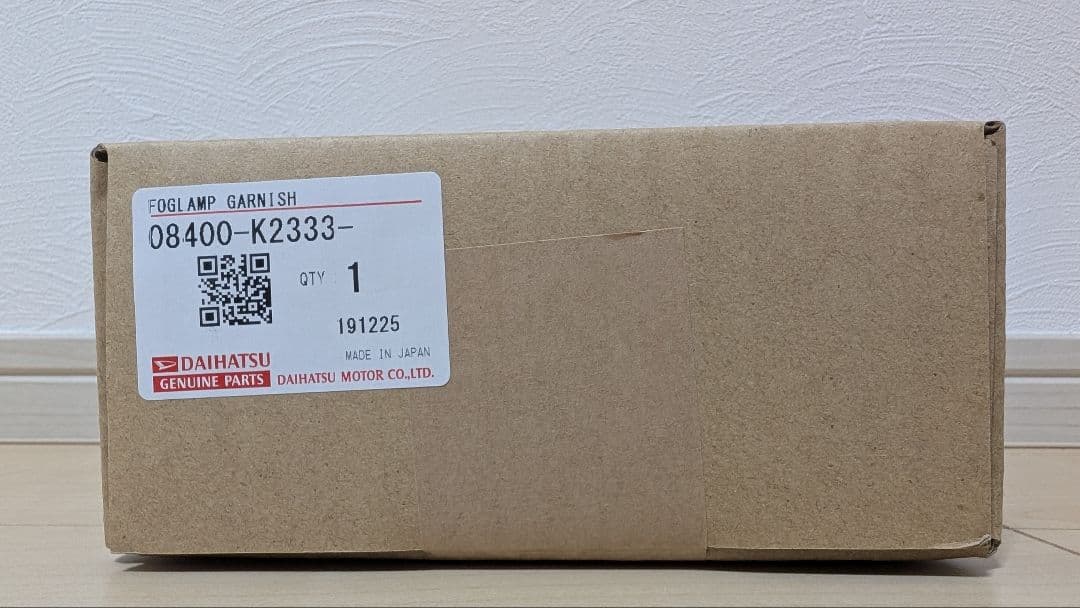 FOGLAMP GARNISH
08400-K2333-
QTY 1
191225
MADE IN JAPAN
DAIHATSU
GENUINE PARTS DAIHATSU MOTOR CO.,LTD.